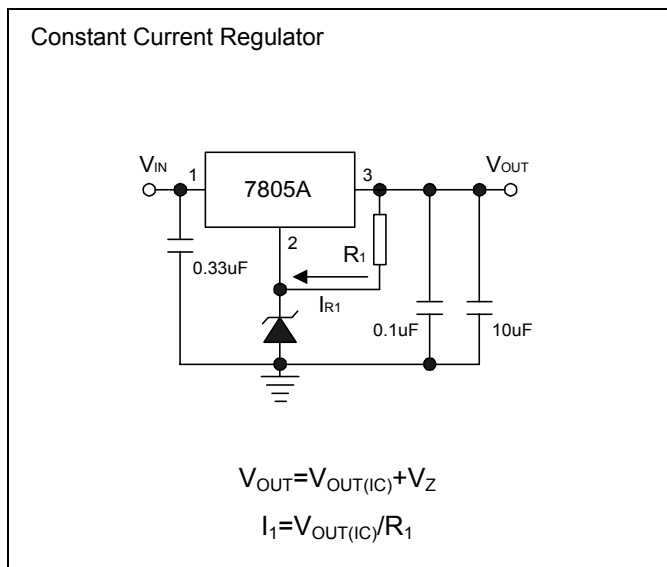 Constant Current Regulator
VIN
1
7805A
3
VOUT
2
R1
0.33uF
IR1
0.1uF
10uF
VOUT=VOUT(IC)+VZ
I1=VOUT(IC)/R1